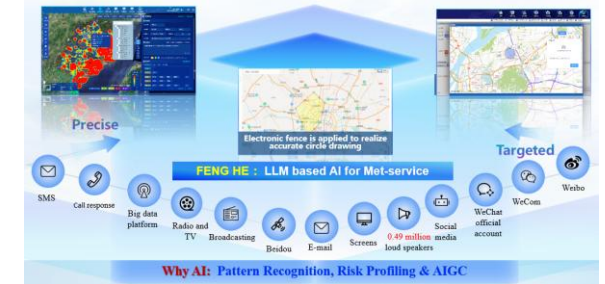 Electronic fence is applied to realize
accurate circle drawing
Precise
Targeted
FENG HE： LLM based AI for Met-service
SMS
Call response
Big data
platform
Radio and
TV
Broadcasting
Beidou
E-mail
Screens
0.49 million
loud speakers
Social
media
WeChat
official
account
WeCom
Weibo
Why AI: Pattern Recognition, Risk Profiling & AIGC